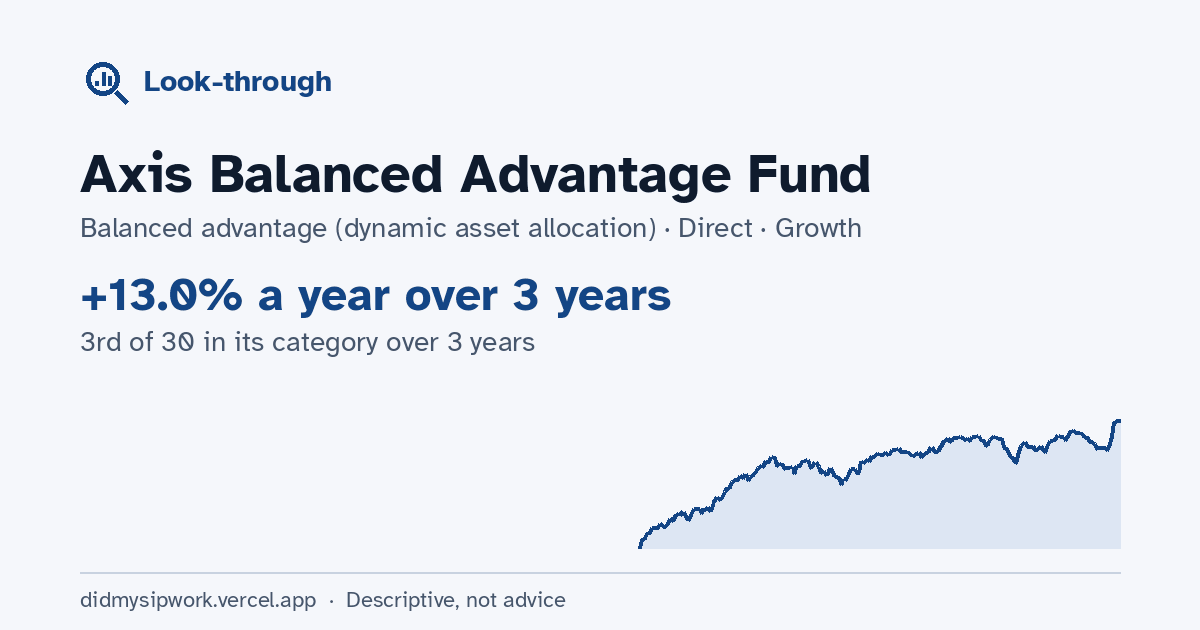 Look-through
Axis Balanced Advantage Fund
Balanced advantage (dynamic asset allocation) · Direct · Growth
+13.0% a year over 3 years
3rd of 30 in its category over 3 years
didmysipwork.vercel.app · Descriptive, not advice